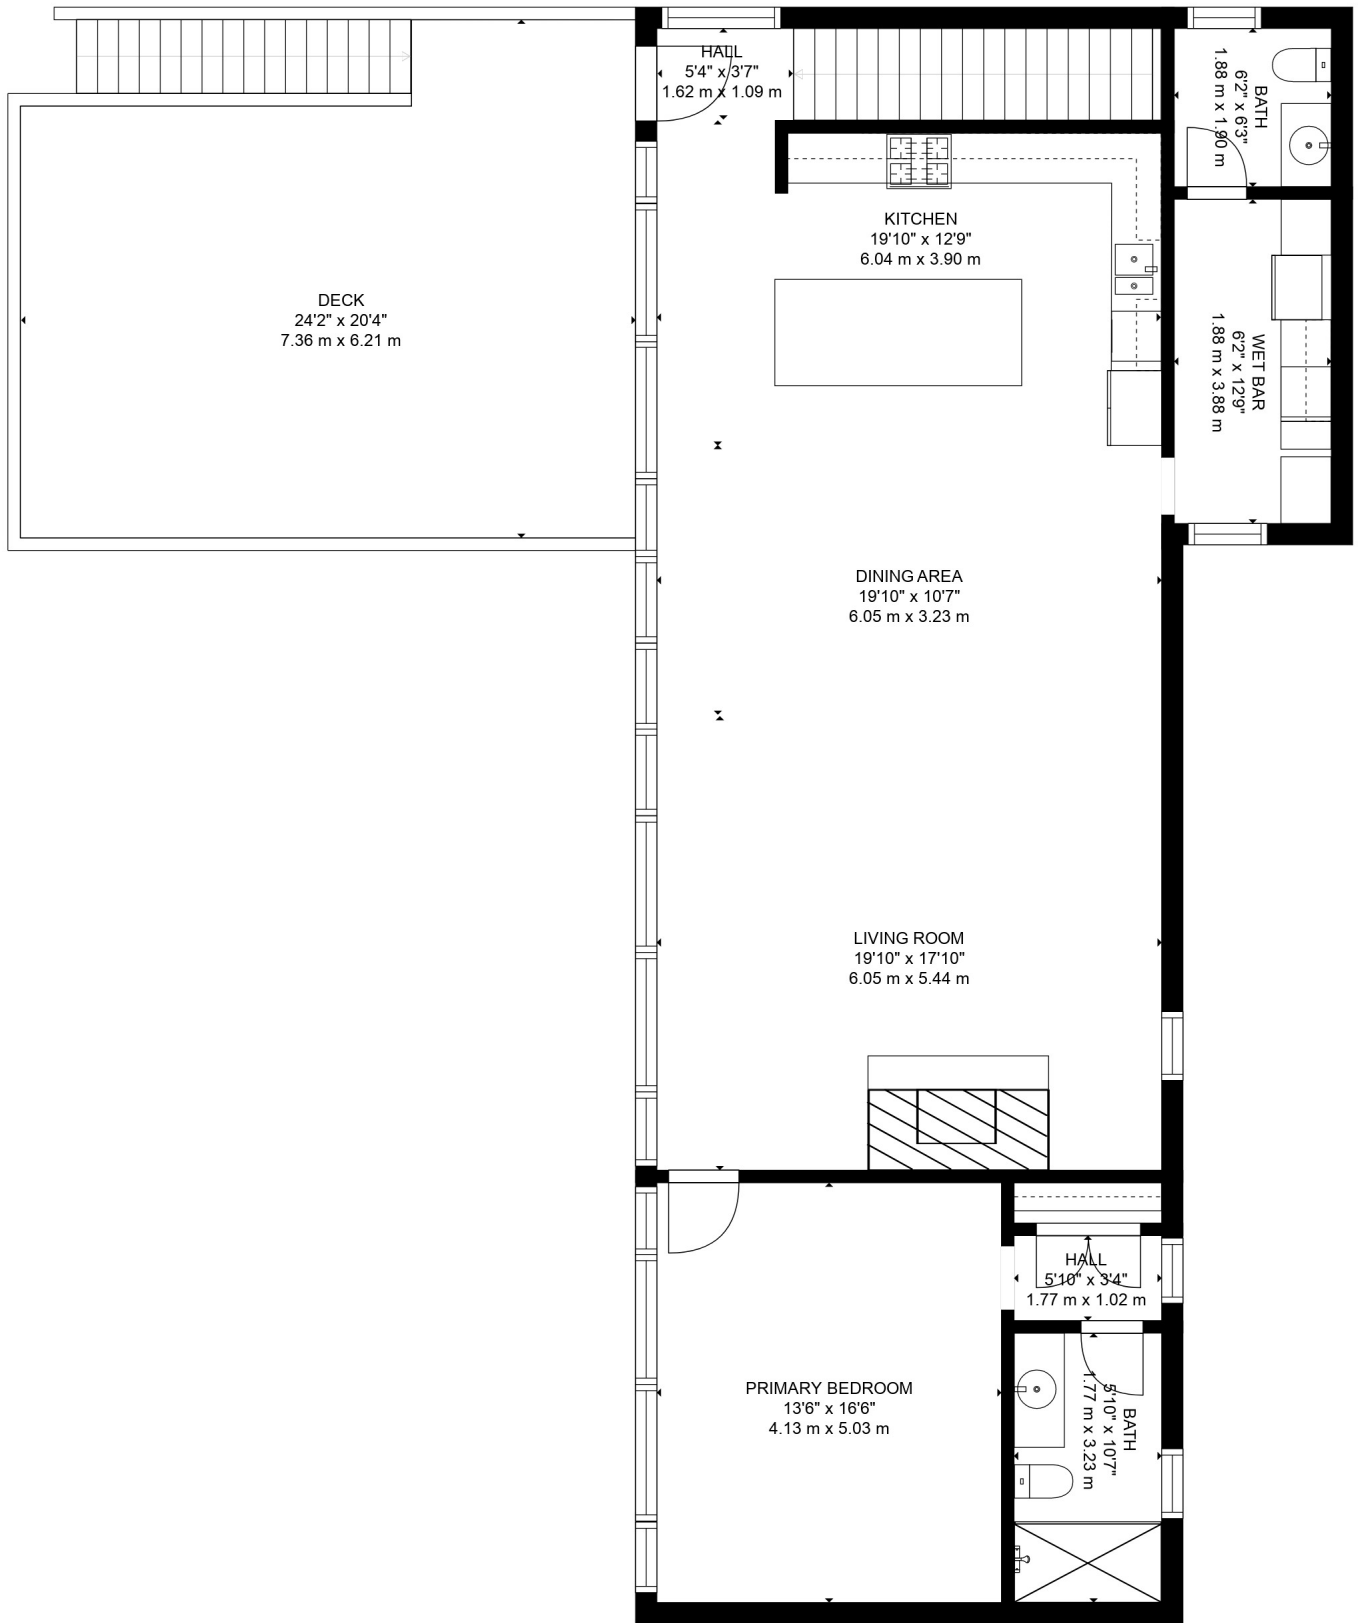 HALL
5'4" x 3'7"
1.62 m x 1.09 m
BATH
6'2" x 6'3"
1.88 m x 1.90 m
KITCHEN
19'10" x 12'9"
6.04 m x 3.90 m
DECK
24'2" x 20'4"
7.36 m x 6.21 m
WET BAR
6'2" x 12'9"
1.88 m x 3.88 m
DINING AREA
19'10" x 10'7"
6.05 m x 3.23 m
LIVING ROOM
19'10" x 17'10"
6.05 m x 5.44 m
HALL
5'10" x 3'4"
1.77 m x 1.02 m
PRIMARY BEDROOM
13'6" x 16'6"
4.13 m x 5.03 m
BATH
5'10" x 10'7"
1.77 m x 3.23 m